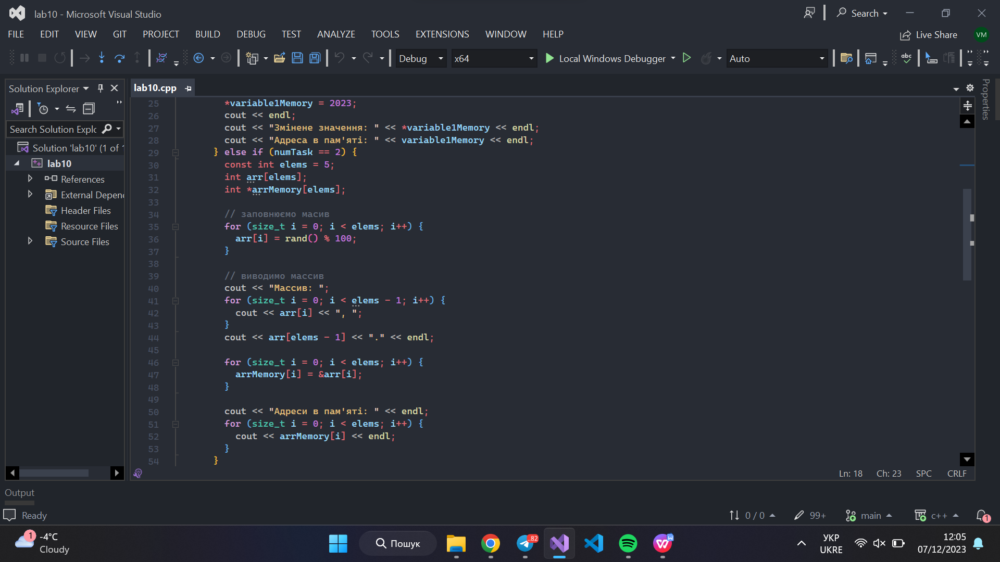 lab10 - Microsoft Visual Studio
Search
FILE EDIT VIEW GIT PROJECT BUILD DEBUG TEST ANALYZE TOOLS EXTENSIONS WINDOW HELP
Live Share
VM
Debug x64 Local Windows Debugger Auto
abc
Solution Explorer
Search Solution Explc
Solution 'lab10' (1 of 1
lab10
References
External Depend
Header Files
Resource Files
Source Files
lab10.cpp
Properties
25 *variable1Memory = 2023;
26 cout << endl;
27 cout << "Змінене значення: " << *variable1Memory << endl;
28 cout << "Адреса в пам'яті: " << variable1Memory << endl;
29 } else if (numTask == 2) {
30 const int elems = 5;
31 int arr[elems];
32 int *arrMemory[elems];
33
34 // заповнюємо масив
35 for (size_t i = 0; i < elems; i++) {
36 arr[i] = rand() % 100;
37 }
38
39 // виводимо массив
40 cout << "Массив: ";
41 for (size_t i = 0; i < elems - 1; i++) {
42 cout << arr[i] << ", ";
43 }
44 cout << arr[elems - 1] << "." << endl;
45
46 for (size_t i = 0; i < elems; i++) {
47 arrMemory[i] = &arr[i];
48 }
49
50 cout << "Адреси в пам'яті: " << endl;
51 for (size_t i = 0; i < elems; i++) {
52 cout << arrMemory[i] << endl;
53 }
54 }
Ln: 18 Ch: 23 SPC CRLF
Output
Ready
0 / 0 99+ main c++ 1
1
-4°C
Cloudy
Пошук
..82
W
УКР
UKRE
12:05
07/12/2023